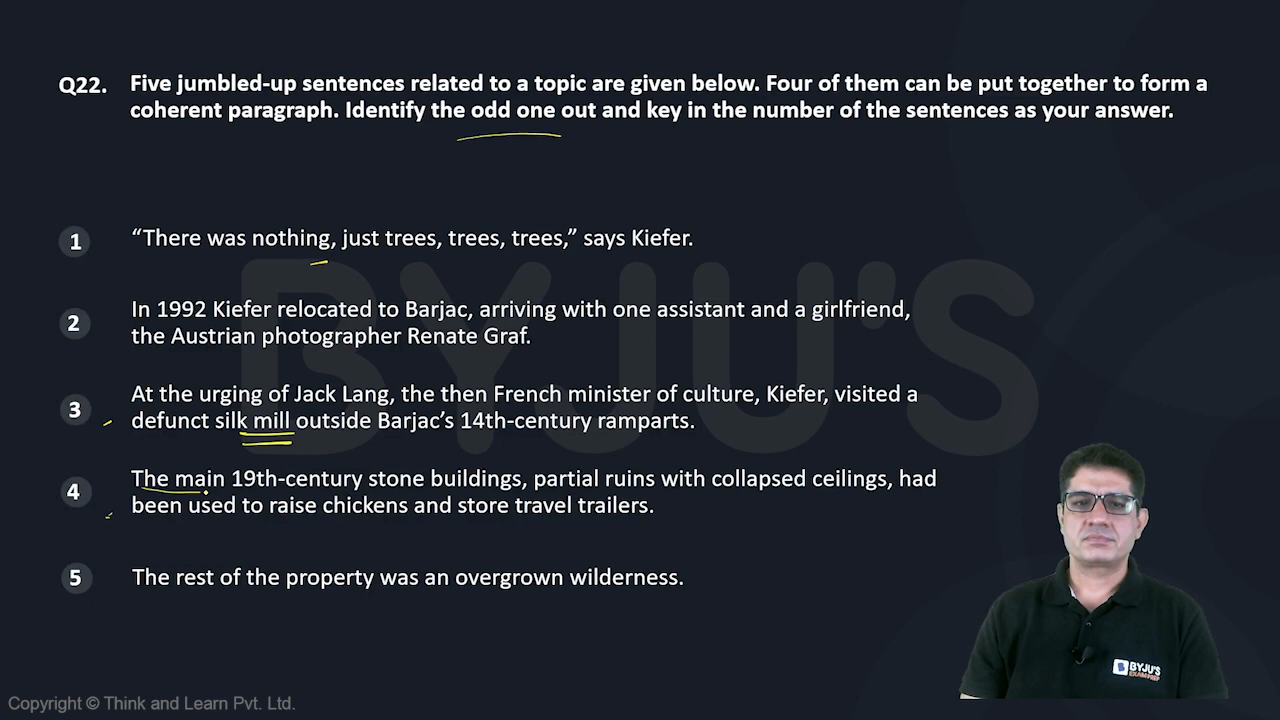 Q22. Five jumbled-up sentences related to a topic are given below. Four of them can be put together to form a
coherent paragraph. Identify the odd one out and key in the number of the sentences as your answer.
1 “There was nothing, just trees, trees, trees,” says Kiefer.
2 In 1992 Kiefer relocated to Barjac, arriving with one assistant and a girlfriend,
the Austrian photographer Renate Graf.
3 At the urging of Jack Lang, the then French minister of culture, Kiefer, visited a
defunct silk mill outside Barjac’s 14th-century ramparts.
4 The main 19th-century stone buildings, partial ruins with collapsed ceilings, had
been used to raise chickens and store travel trailers.
5 The rest of the property was an overgrown wilderness.
BYJU'S
BYJU'S
EXAM PREP
Copyright © Think and Learn Pvt. Ltd.